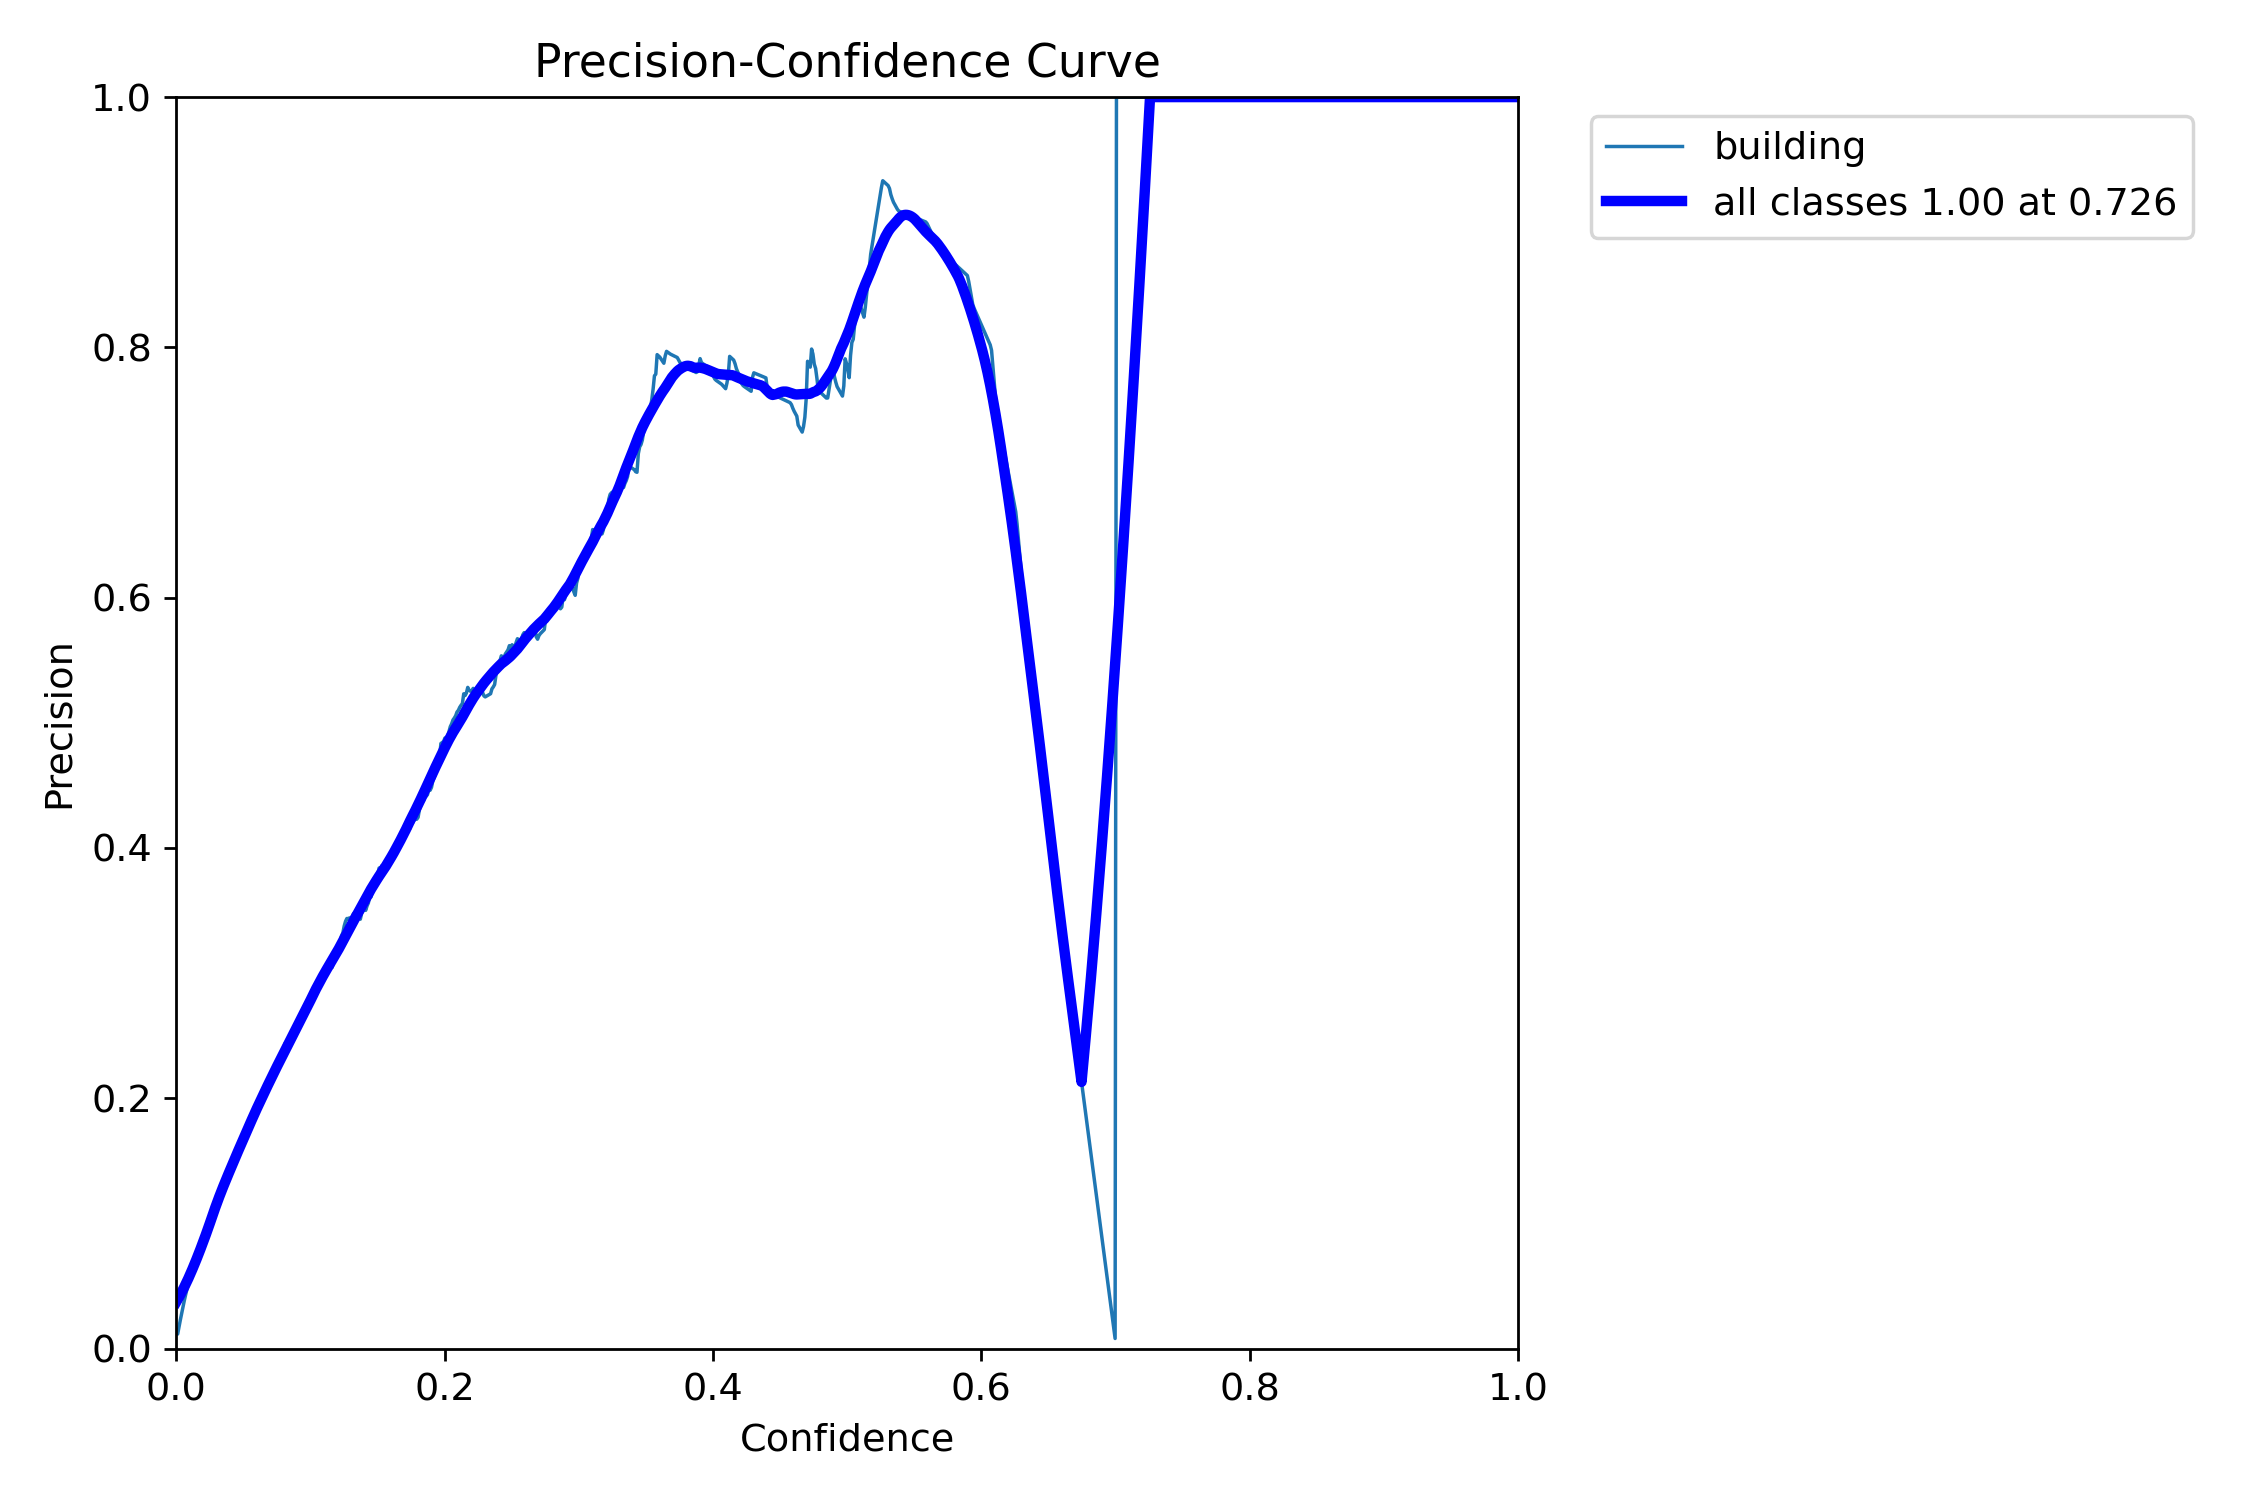 Precision-Confidence Curve
building
all classes 1.00 at 0.726
Precision
1.0
0.8
0.6
0.4
0.2
0.0
0.0 0.2 0.4 0.6 0.8 1.0
Confidence